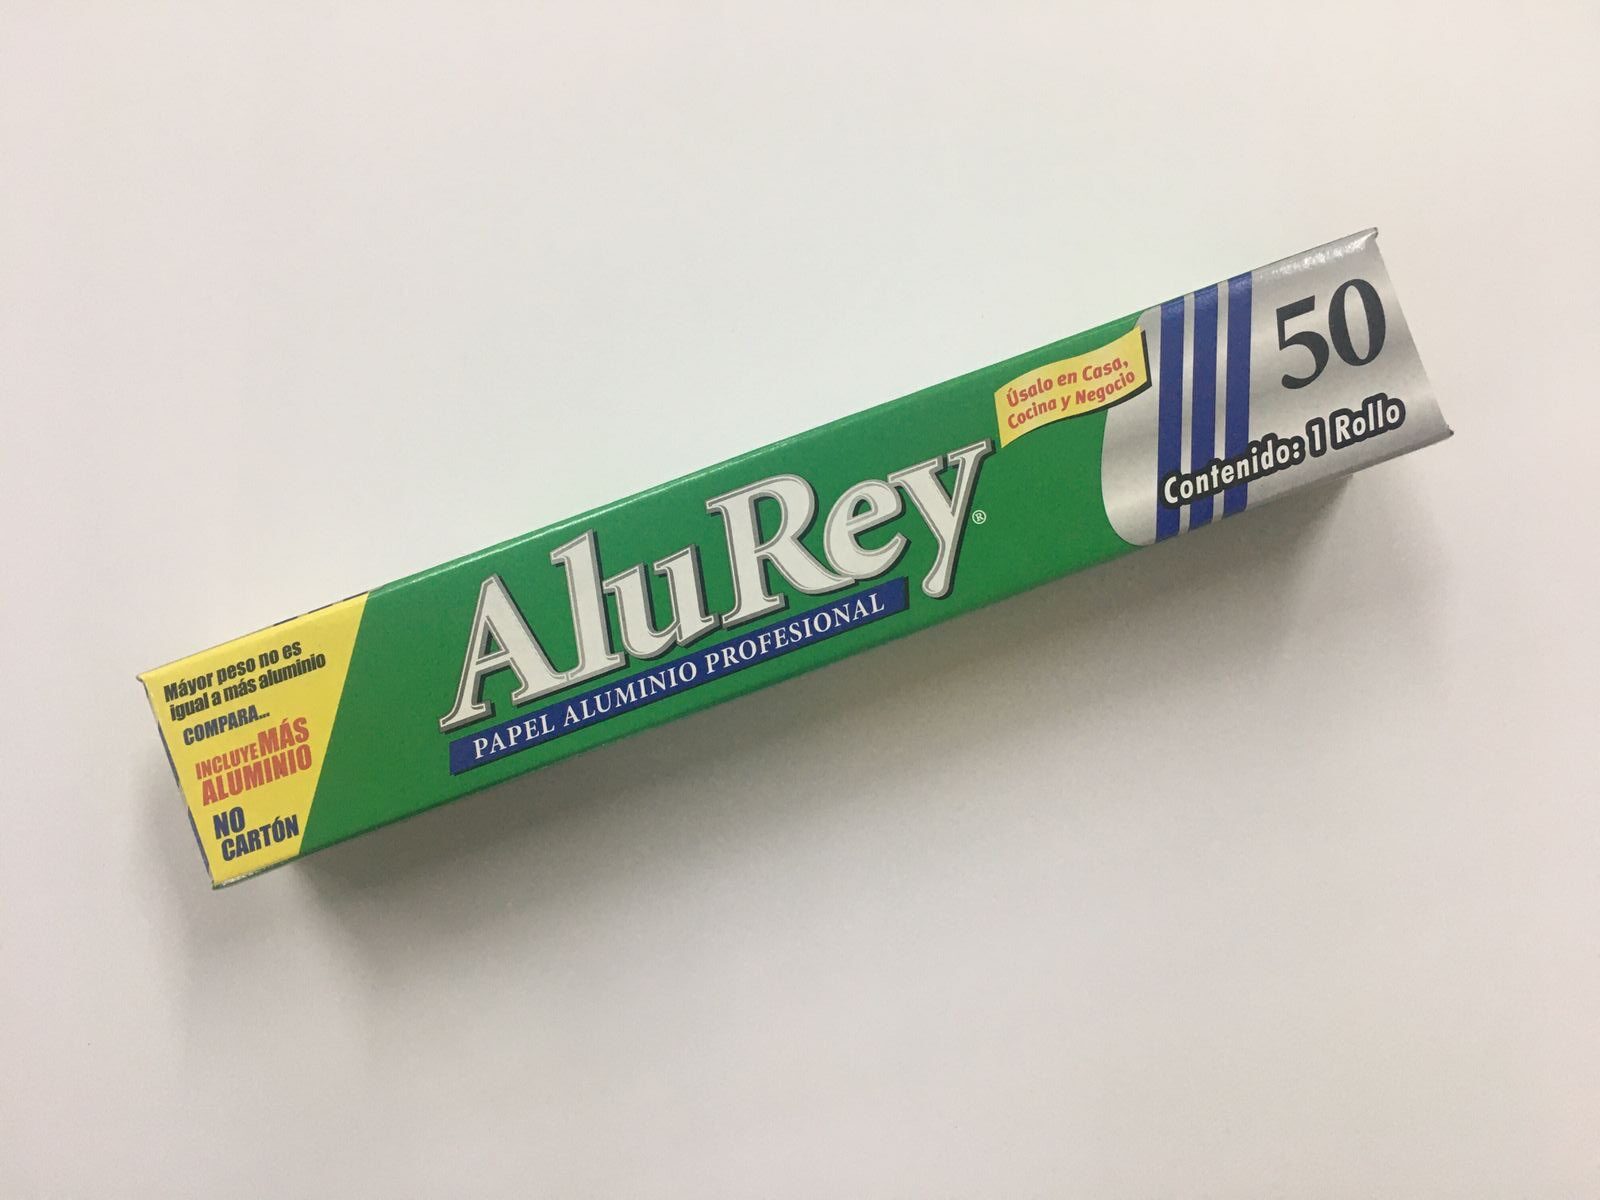 Máyor peso no es
igual a más aluminio
COMPARA...
INCLUYE MÁS
ALUMINIO
NO
CARTÓN
AluRey®
PAPEL ALUMINIO PROFESIONAL
Úsalo en Casa,
Cocina y Negocio
50
Contenido: 1 Rollo